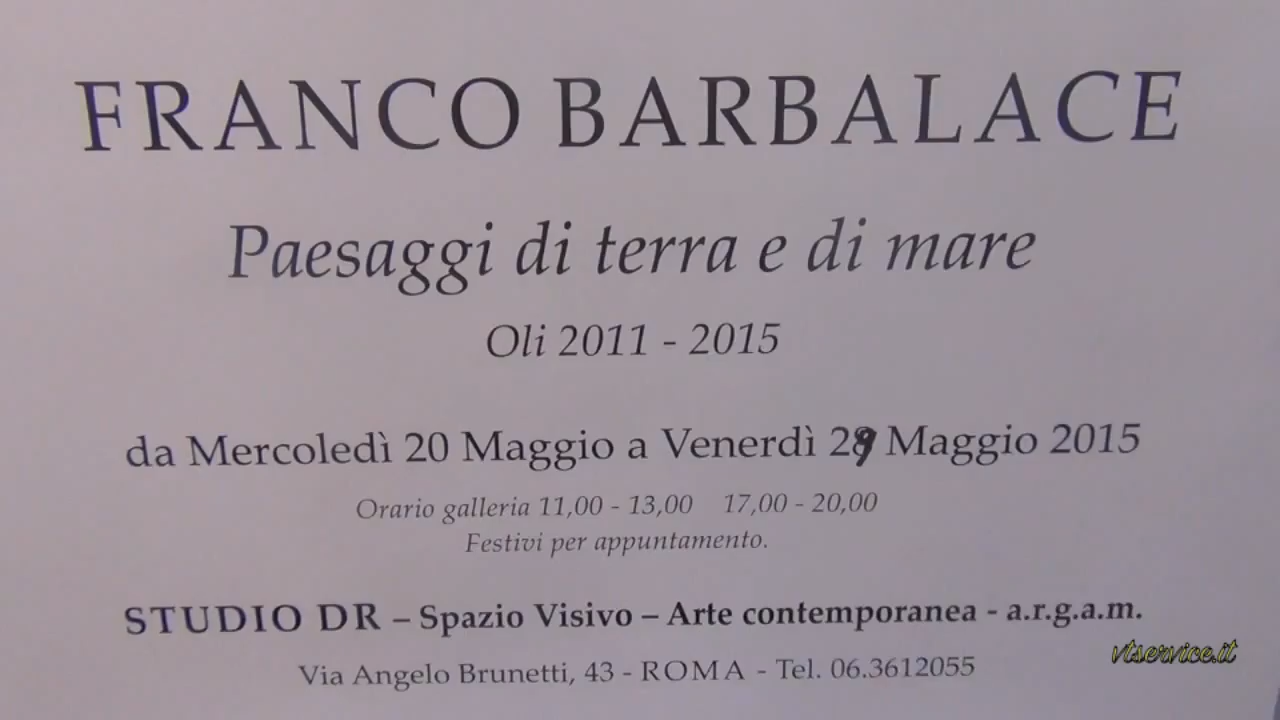 FRANCO BARBALACE
Paesaggi di terra e di mare
Oli 2011 - 2015
da Mercoledì 20 Maggio a Venerdì 29 Maggio 2015
Orario galleria 11,00 - 13,00 17,00 - 20,00
Festivi per appuntamento.
STUDIO DR – Spazio Visivo – Arte contemporanea - a.r.g.a.m.
Via Angelo Brunetti, 43 - ROMA - Tel. 06.3612055
vtservice.it